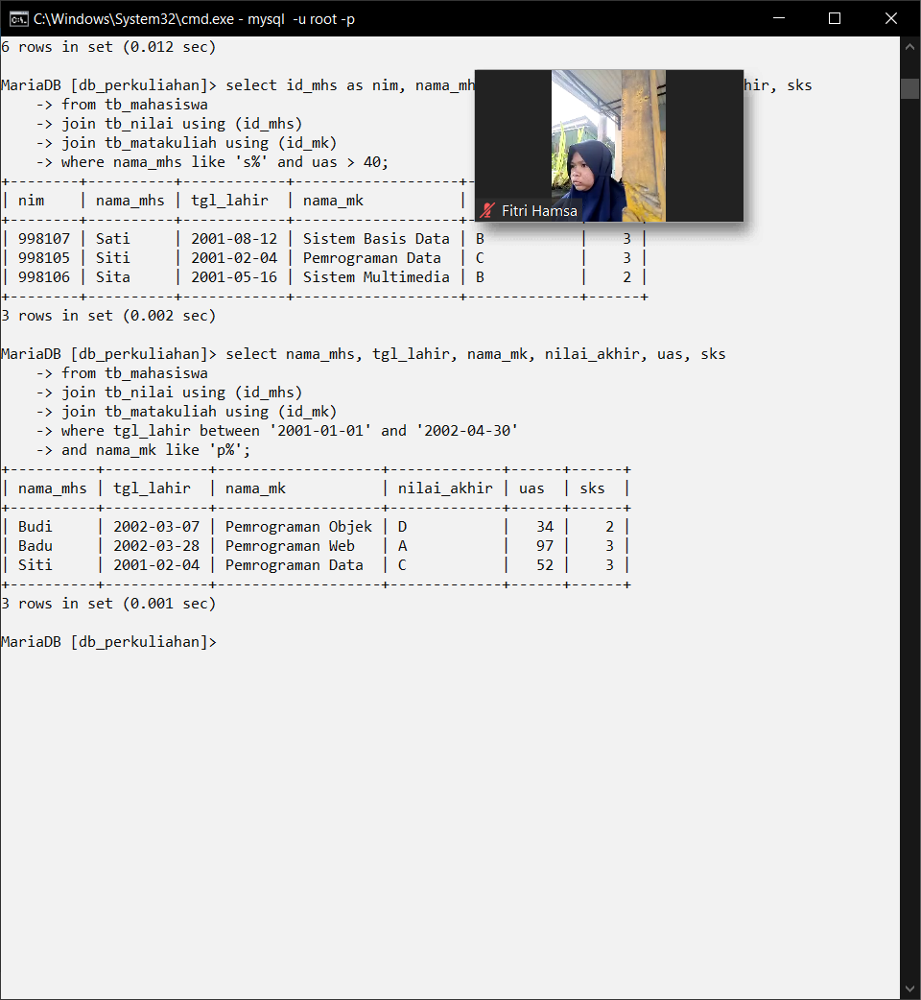 C:\Windows\System32\cmd.exe - mysql  -u root -p
6 rows in set (0.012 sec)
MariaDB [db_perkuliahan]> select id_mhs as nim, sks
    -> from tb_mahasiswa
    -> join tb_nilai using (id_mhs)
    -> join tb_matakuliah using (id_mk)
    -> where nama_mhs like 's%' and uas > 40;
+--------+----------+------------+-------------------+-
| nim    | nama_mhs | tgl_lahir  | nama_mk           |
+--------+----------+------------+-------------------+-
| 998107 | Sati     | 2001-08-12 | Sistem Basis Data | B           |    3 |
| 998105 | Siti     | 2001-02-04 | Pemrograman Data  | C           |    3 |
| 998106 | Sita     | 2001-05-16 | Sistem Multimedia | B           |    2 |
+--------+----------+------------+-------------------+-------------+------+
3 rows in set (0.002 sec)
Fitri Hamsa
MariaDB [db_perkuliahan]> select nama_mhs, tgl_lahir, nama_mk, nilai_akhir, uas, sks
    -> from tb_mahasiswa
    -> join tb_nilai using (id_mhs)
    -> join tb_matakuliah using (id_mk)
    -> where tgl_lahir between '2001-01-01' and '2002-04-30'
    -> and nama_mk like 'p%';
+----------+------------+-------------------+-------------+------+------+
| nama_mhs | tgl_lahir  | nama_mk           | nilai_akhir | uas  | sks  |
+----------+------------+-------------------+-------------+------+------+
| Budi     | 2002-03-07 | Pemrograman Objek | D           |   34 |    2 |
| Badu     | 2002-03-28 | Pemrograman Web   | A           |   97 |    3 |
| Siti     | 2001-02-04 | Pemrograman Data  | C           |   52 |    3 |
+----------+------------+-------------------+-------------+------+------+
3 rows in set (0.001 sec)
MariaDB [db_perkuliahan]>